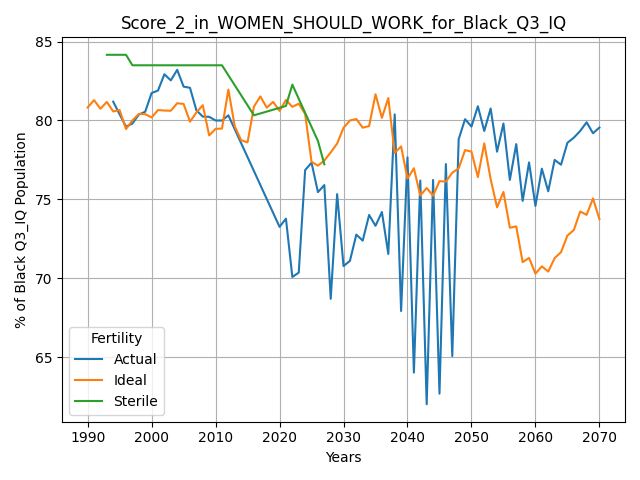 Score_2_in_WOMEN_SHOULD_WORK_for_Black_Q3_IQ
% of Black Q3_IQ Population
85
80
75
70
65
Fertility
Actual
Ideal
Sterile
1990 2000 2010 2020 2030 2040 2050 2060 2070
Years